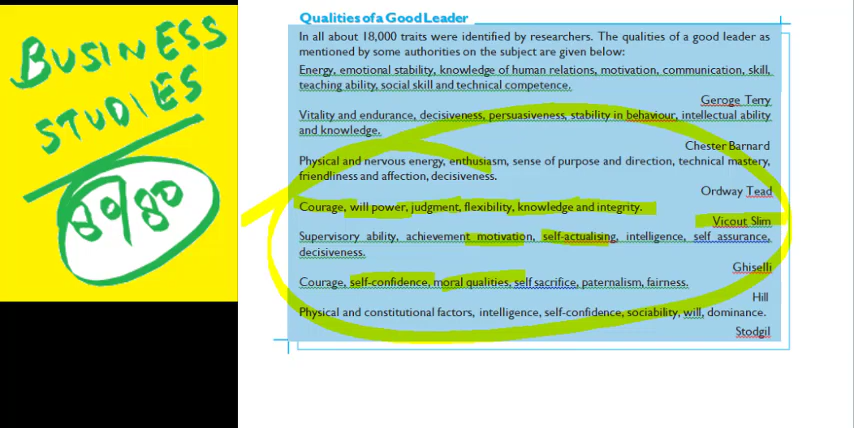 BUSINESS
STUDIES
80/80
Qualities of a Good Leader
In all about 18,000 traits were identified by researchers. The qualities of a good leader as
mentioned by some authorities on the subject are given below:
Energy, emotional stability, knowledge of human relations, motivation, communication, skill,
teaching ability, social skill and technical competence.
Geroge Terry
Vitality and endurance, decisiveness, persuasiveness, stability in behaviour, intellectual ability
and knowledge.
Chester Barnard
Physical and nervous energy, enthusiasm, sense of purpose and direction, technical mastery,
friendliness and affection, decisiveness.
Ordway Tead
Courage, will power, judgment, flexibility, knowledge and integrity.
Vicout Slim
Supervisory ability, achievement motivation, self-actualising, intelligence, self assurance,
decisiveness.
Ghiselli
Courage, self-confidence, moral qualities, self sacrifice, paternalism, fairness.
Hill
Physical and constitutional factors, intelligence, self-confidence, sociability, will, dominance.
Stodgil